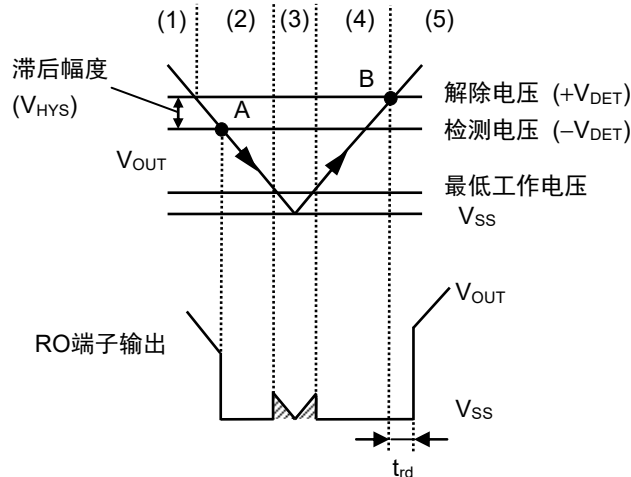 (1) (2) (3) (4) (5)
滞后幅度
(VHYS)
A
B
解除电压 (+VDET)
检测电压 (−VDET)
VOUT
最低工作电压
VSS
VOUT
RO端子输出
VSS
trd